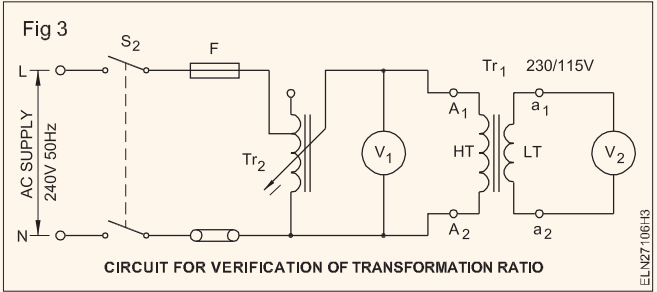 Fig 3
S2
F
L
AC SUPPLY
240V 50Hz
N
Tr2
V1
A1
A2
HT
Tr1 230/115V
LT
a1
a2
V2
CIRCUIT FOR VERIFICATION OF TRANSFORMATION RATIO
ELN27106H3